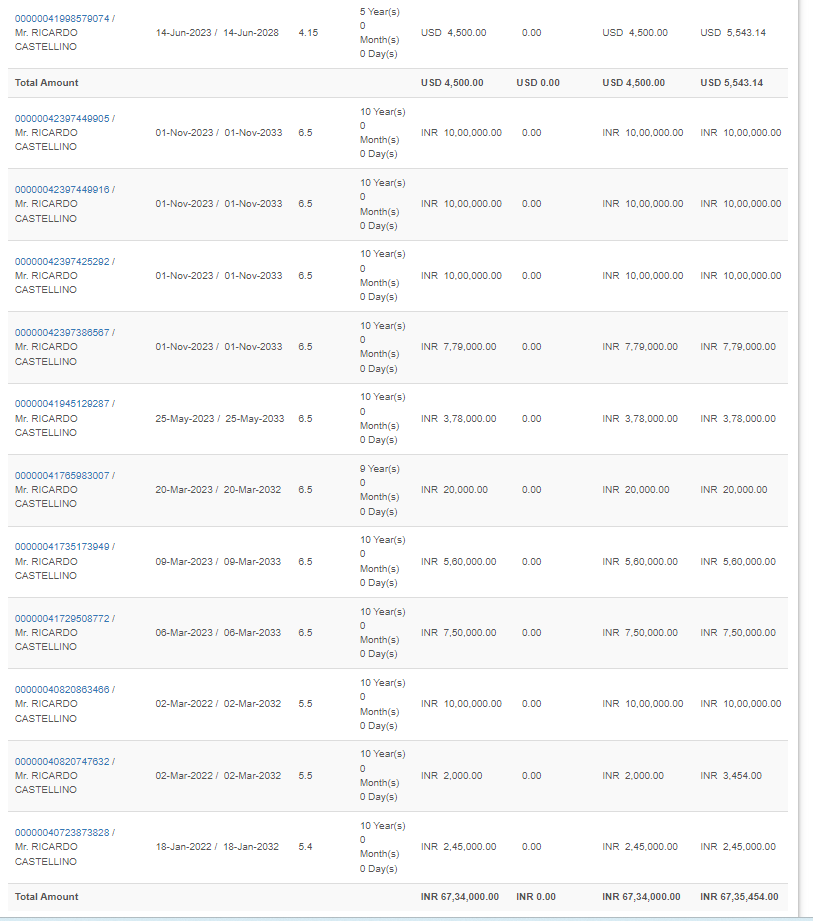 00000041998579074 / Mr. RICARDO CASTELLINO 14-Jun-2023 / 14-Jun-2028 4.15 5 Year(s) 0 Month(s) 0 Day(s) USD 4,500.00 0.00 USD 4,500.00 USD 5,543.14
Total Amount USD 4,500.00 USD 0.00 USD 4,500.00 USD 5,543.14
00000042397449905 / Mr. RICARDO CASTELLINO 01-Nov-2023 / 01-Nov-2033 6.5 10 Year(s) 0 Month(s) 0 Day(s) INR 10,00,000.00 0.00 INR 10,00,000.00 INR 10,00,000.00
00000042397449916 / Mr. RICARDO CASTELLINO 01-Nov-2023 / 01-Nov-2033 6.5 10 Year(s) 0 Month(s) 0 Day(s) INR 10,00,000.00 0.00 INR 10,00,000.00 INR 10,00,000.00
00000042397425292 / Mr. RICARDO CASTELLINO 01-Nov-2023 / 01-Nov-2033 6.5 10 Year(s) 0 Month(s) 0 Day(s) INR 10,00,000.00 0.00 INR 10,00,000.00 INR 10,00,000.00
00000042397386567 / Mr. RICARDO CASTELLINO 01-Nov-2023 / 01-Nov-2033 6.5 10 Year(s) 0 Month(s) 0 Day(s) INR 7,79,000.00 0.00 INR 7,79,000.00 INR 7,79,000.00
00000041945129287 / Mr. RICARDO CASTELLINO 25-May-2023 / 25-May-2033 6.5 10 Year(s) 0 Month(s) 0 Day(s) INR 3,78,000.00 0.00 INR 3,78,000.00 INR 3,78,000.00
00000041765983007 / Mr. RICARDO CASTELLINO 20-Mar-2023 / 20-Mar-2032 6.5 9 Year(s) 0 Month(s) 0 Day(s) INR 20,000.00 0.00 INR 20,000.00 INR 20,000.00
00000041735173949 / Mr. RICARDO CASTELLINO 09-Mar-2023 / 09-Mar-2033 6.5 10 Year(s) 0 Month(s) 0 Day(s) INR 5,60,000.00 0.00 INR 5,60,000.00 INR 5,60,000.00
00000041729508772 / Mr. RICARDO CASTELLINO 06-Mar-2023 / 06-Mar-2033 6.5 10 Year(s) 0 Month(s) 0 Day(s) INR 7,50,000.00 0.00 INR 7,50,000.00 INR 7,50,000.00
00000040820863466 / Mr. RICARDO CASTELLINO 02-Mar-2022 / 02-Mar-2032 5.5 10 Year(s) 0 Month(s) 0 Day(s) INR 10,00,000.00 0.00 INR 10,00,000.00 INR 10,00,000.00
00000040820747632 / Mr. RICARDO CASTELLINO 02-Mar-2022 / 02-Mar-2032 5.5 10 Year(s) 0 Month(s) 0 Day(s) INR 2,000.00 0.00 INR 2,000.00 INR 3,454.00
00000040723873828 / Mr. RICARDO CASTELLINO 18-Jan-2022 / 18-Jan-2032 5.4 10 Year(s) 0 Month(s) 0 Day(s) INR 2,45,000.00 0.00 INR 2,45,000.00 INR 2,45,000.00
Total Amount INR 67,34,000.00 INR 0.00 INR 67,34,000.00 INR 67,35,454.00